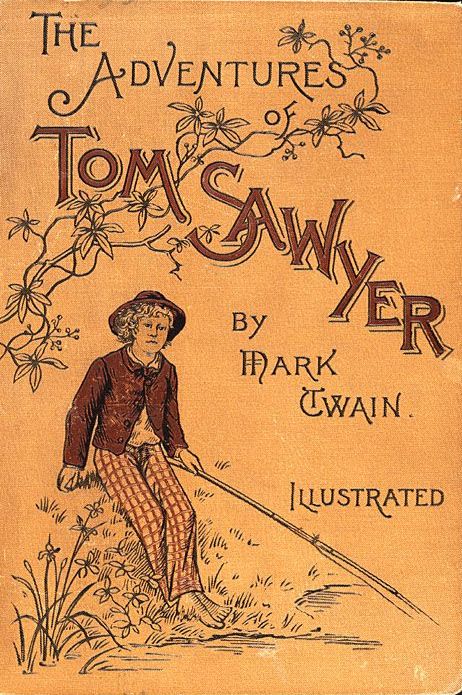 THE
ADVENTURES
OF
TOM SAWYER
BY
MARK
TWAIN.
ILLUSTRATED